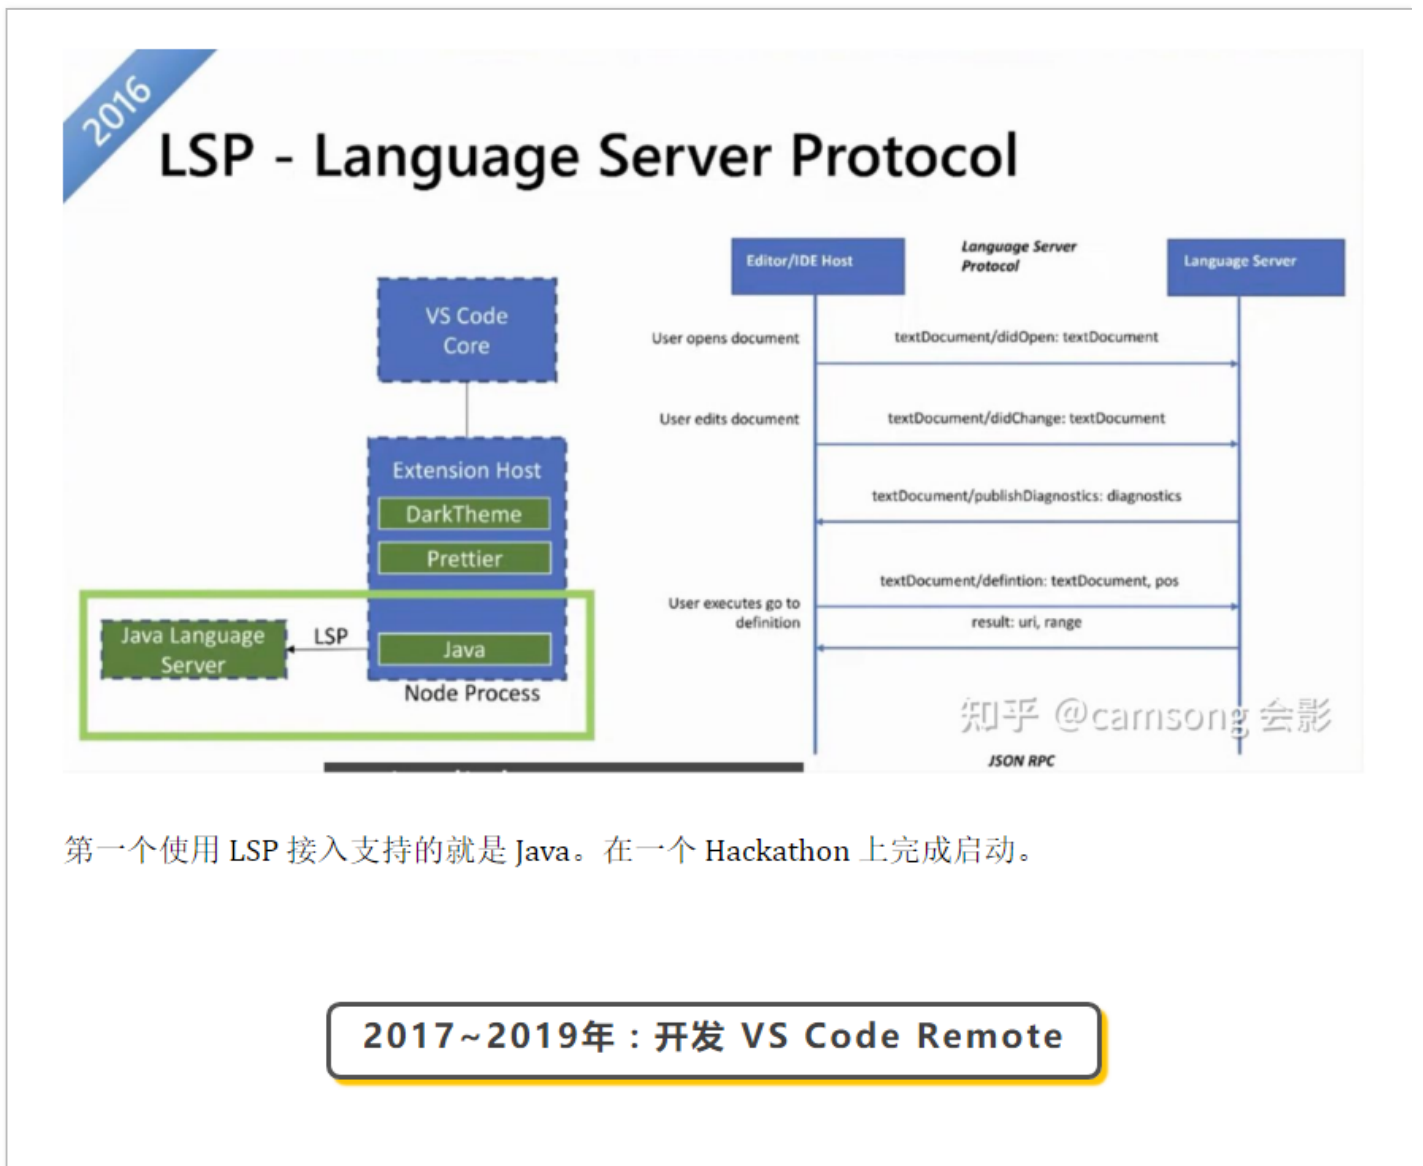 2016
LSP - Language Server Protocol
VS Code
Core
Extension Host
DarkTheme
Prettier
Java Language
Server
LSP
Java
Node Process
Editor/IDE Host
Language Server
Protocol
Language Server
User opens document
textDocument/didOpen: textDocument
User edits document
textDocument/didChange: textDocument
textDocument/publishDiagnostics: diagnostics
textDocument/defintion: textDocument, pos
User executes go to
definition
result: uri, range
知乎 @camsong 会影
JSON RPC
第一个使用 LSP 接入支持的就是 Java。在一个 Hackathon 上完成启动。
2017~2019年：开发 VS Code Remote